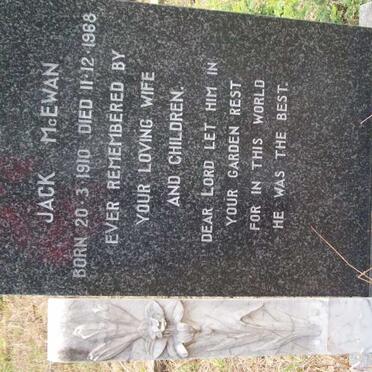 JACK McEWAN
BORN 20·3·1910 DIED 11·12·1968
EVER REMEMBERED BY
YOUR LOVING WIFE
AND CHILDREN.
DEAR LORD LET HIM IN
YOUR GARDEN REST
FOR IN THIS WORLD
HE WAS THE BEST.